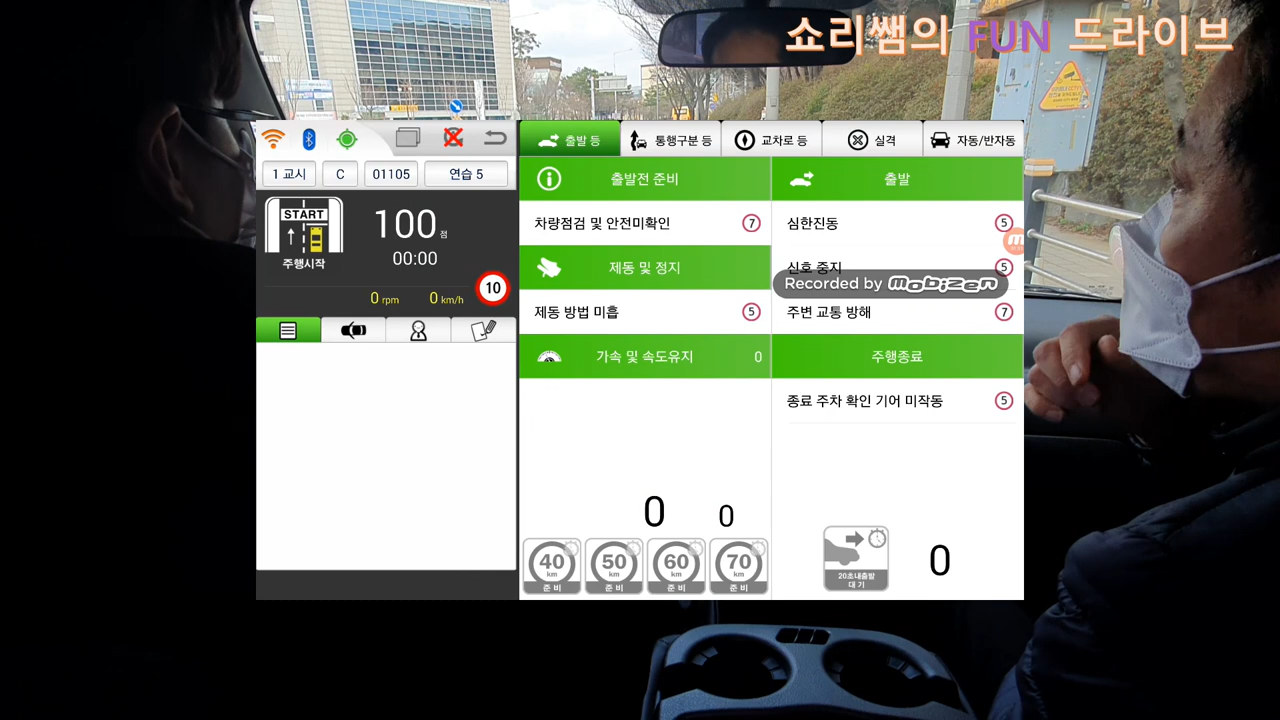 쇼리쌤의 FUN 드라이브
출발 등
통행구분 등
교차로 등
실격
자동/반자동
1 교시
C
01105
연습 5
START
주행시작
100점
00:00
0 rpm
0 km/h
10
출발전 준비
차량점검 및 안전미확인 7
제동 및 정지
제동 방법 미흡 5
가속 및 속도유지 0
0
0
40 km 준 비
50 km 준 비
60 km 준 비
70 km 준 비
출발
심한진동 5
신호 중지 5
Recorded by mobizen
주변 교통 방해 7
주행종료
종료 주차 확인 기어 미작동 5
20초내출발
대 기
0